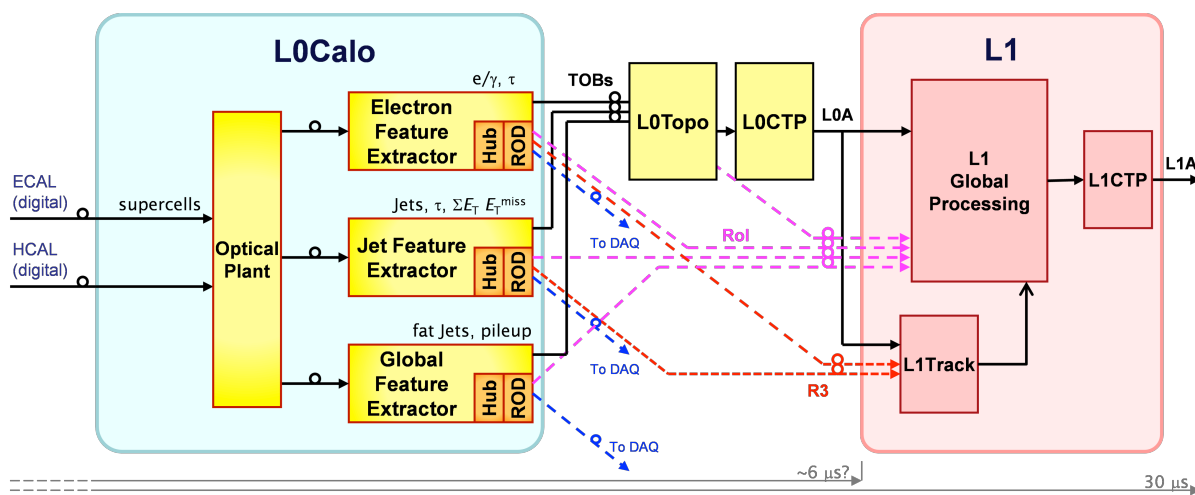 L0Calo
L1
e/γ, τ
TOBs
Electron
Feature
Extractor
Hub
ROD
L0Topo
L0CTP
L0A
L1
Global
Processing
L1CTP
L1A
ECAL
(digital)
supercells
HCAL
(digital)
Optical
Plant
Jets, τ, ΣET ETmiss
Jet Feature
Extractor
Hub
ROD
To DAQ
RoI
fat Jets, pileup
Global
Feature
Extractor
Hub
ROD
To DAQ
L1Track
R3
To DAQ
~6 μs?
30 μs